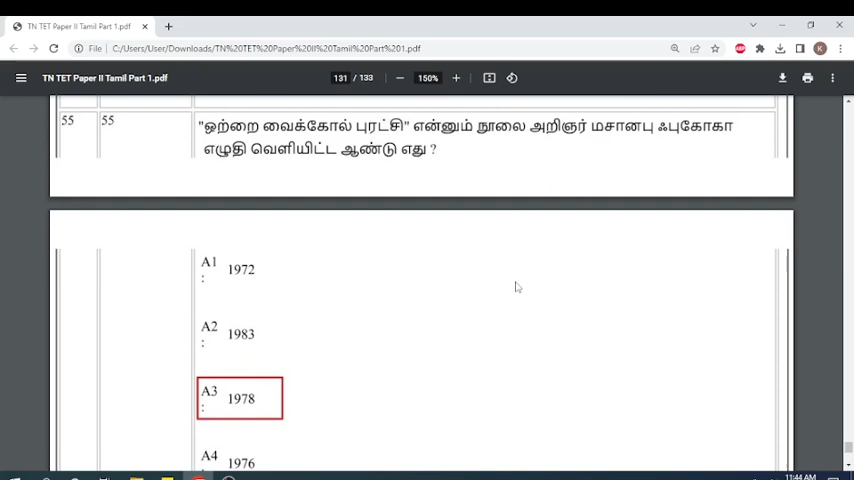 TN TET Paper II Tamil Part 1.pdf
File C:/Users/User/Downloads/TN%20TET%20Paper%20II%20Tamil%20Part%201.pdf
ABP
K
TN TET Paper II Tamil Part 1.pdf 131 / 133 150%
55 55 "ஒற்றை வைக்கோல் புரட்சி" என்னும் நூலை அறிஞர் மசானபு ஃபுகோகா
எழுதி வெளியிட்ட ஆண்டு எது ?
A1
: 1972
A2
: 1983
A3
: 1978
A4
: 1976
11:44 AM